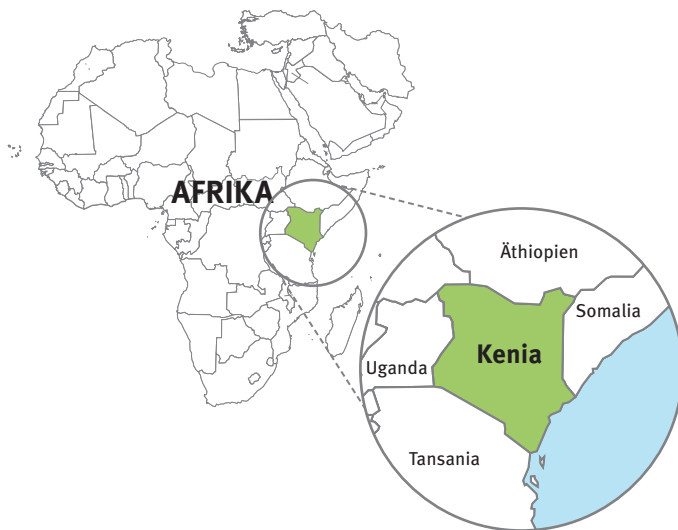 AFRIKA
Äthiopien
Somalia
Kenia
Uganda
Tansania